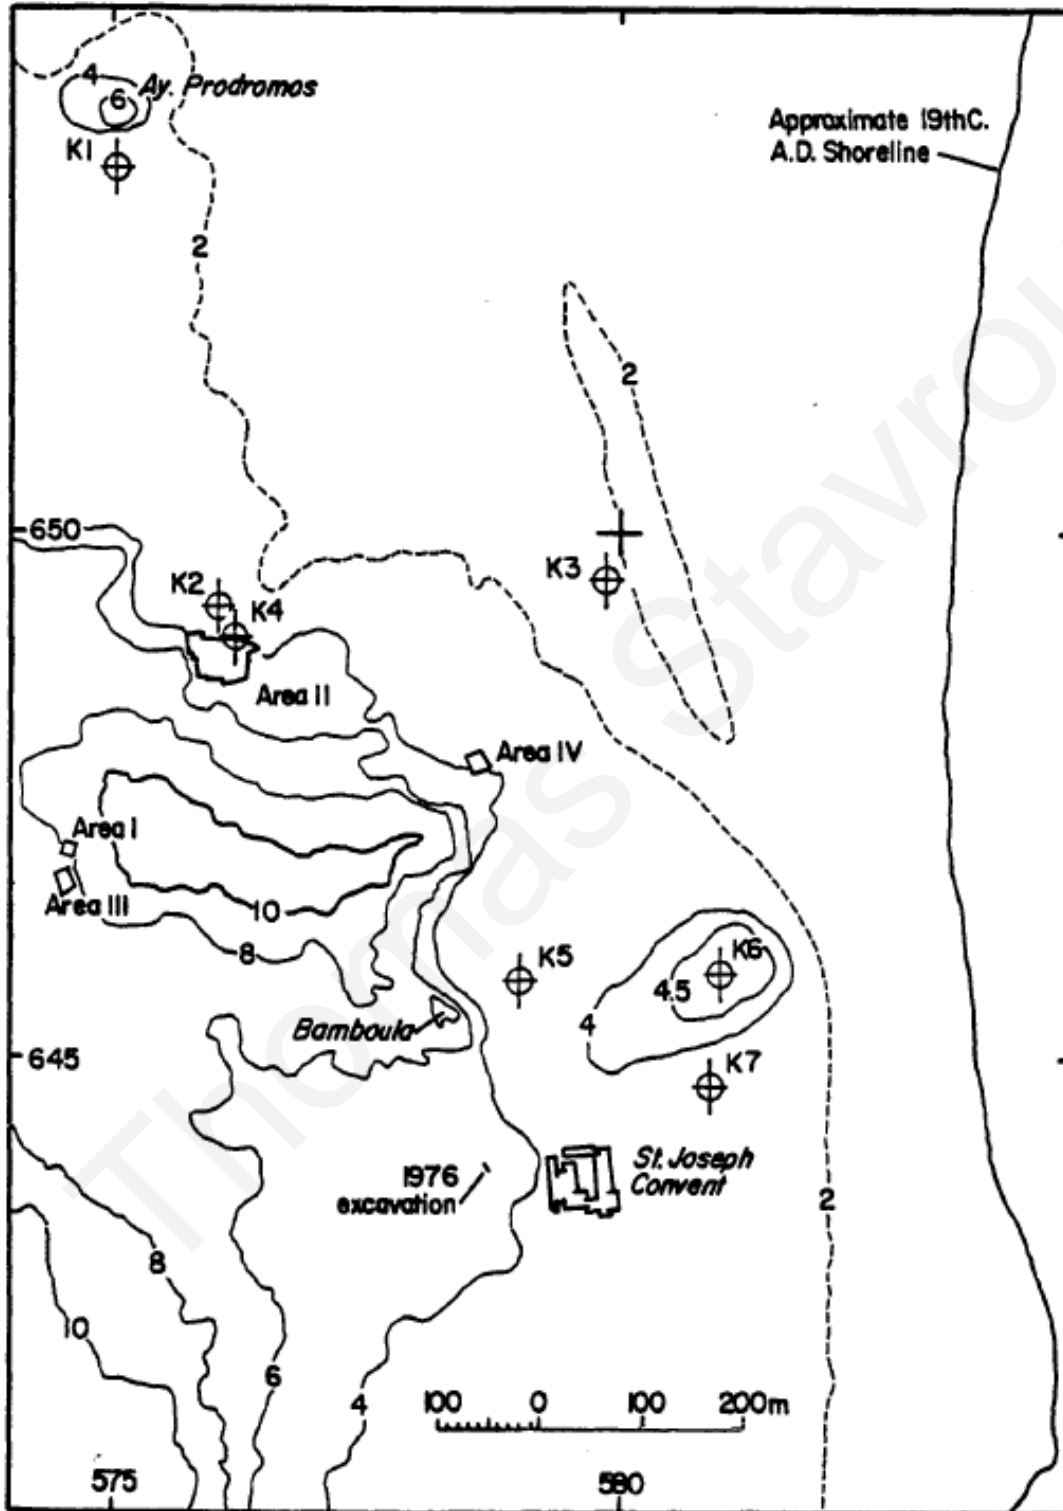 4
Ay. Prodromos
6
K1
Approximate 19thC.
A.D. Shoreline
2
2
650
K3
K2
K4
Area II
Area IV
Area I
Area III
10
8
K5
K6
4.5
4
Bamboula
645
K7
1976
excavation
St. Joseph
Convent
2
8
10
6
4
100 0 100 200m
575
580
Thomas Stavrou